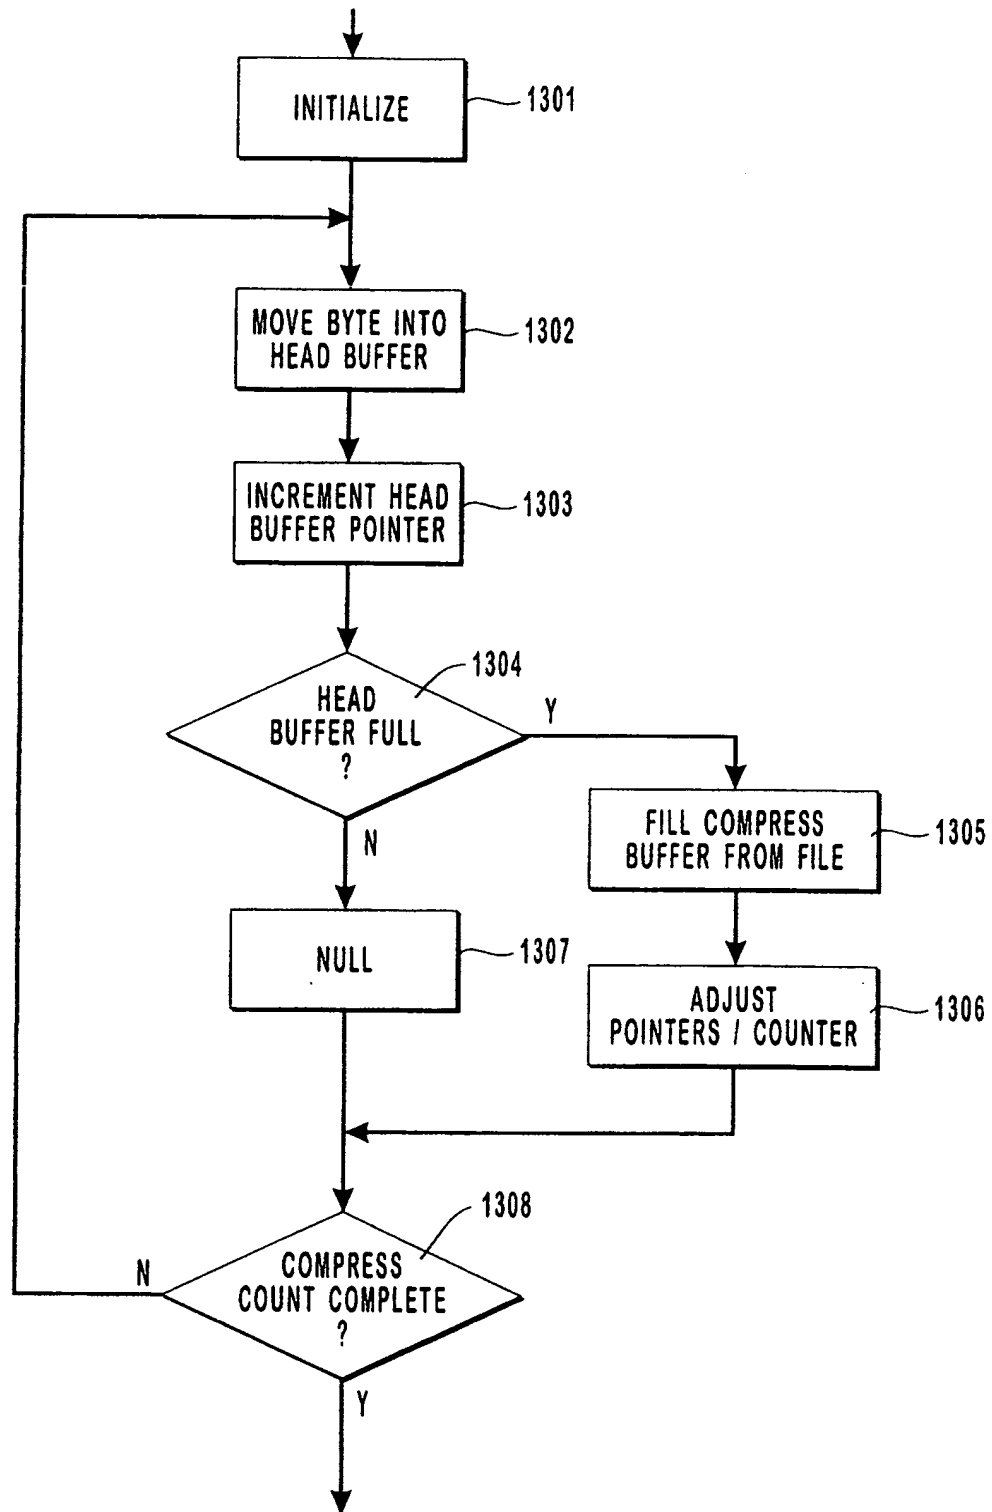 INITIALIZE
1301
MOVE BYTE INTO
HEAD BUFFER
1302
INCREMENT HEAD
BUFFER POINTER
1303
1304
HEAD
BUFFER FULL
?
Y
N
FILL COMPRESS
BUFFER FROM FILE
1305
NULL
1307
ADJUST
POINTERS / COUNTER
1306
1308
COMPRESS
COUNT COMPLETE
?
N
Y